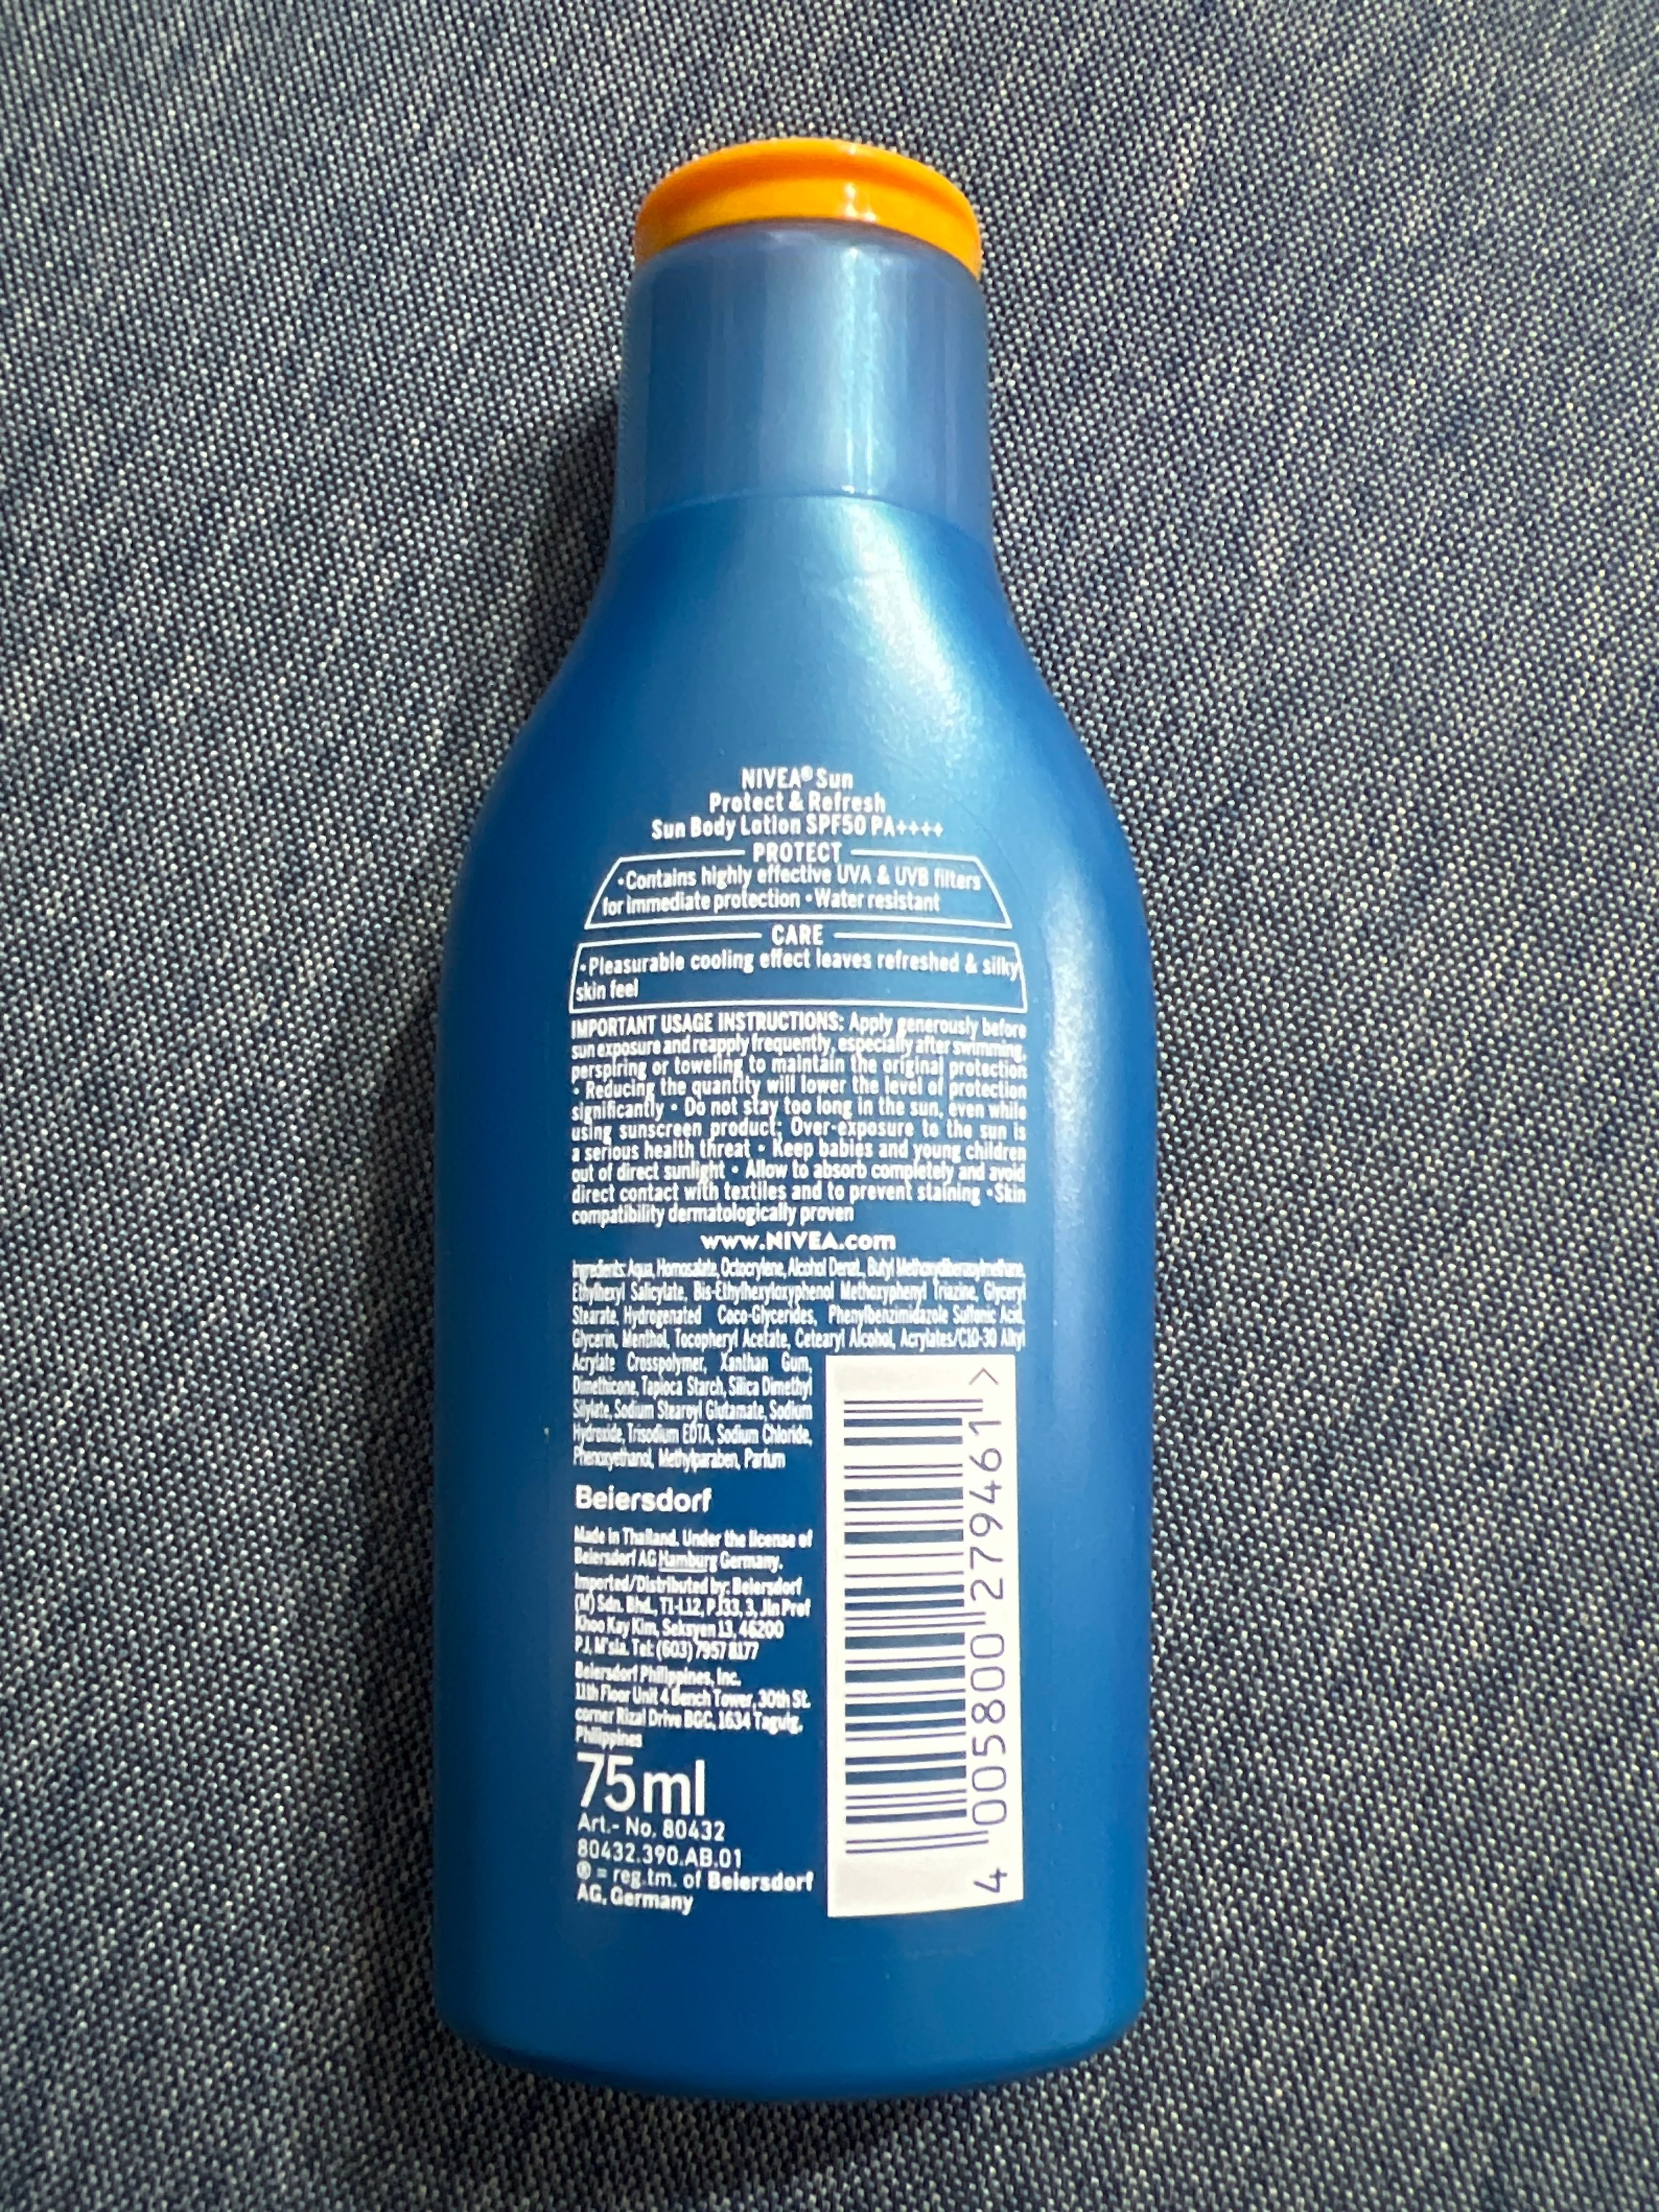 NIVEA® Sun
Protect & Refresh
Sun Body Lotion SPF50 PA++++
PROTECT
•Contains highly effective UVA & UVB filters
for immediate protection •Water resistant
CARE
•Pleasurable cooling effect leaves refreshed & silky
skin feel
IMPORTANT USAGE INSTRUCTIONS: Apply generously before
sun exposure and reapply frequently, especially after swimming,
perspiring or toweling to maintain the original protection
• Reducing the quantity will lower the level of protection
significantly • Do not stay too long in the sun, even while
using sunscreen product; Over-exposure to the sun is
a serious health threat • Keep babies and young children
out of direct sunlight • Allow to absorb completely and avoid
direct contact with textiles and to prevent staining •Skin
compatibility dermatologically proven
www.NIVEA.com
Ingredients: Aqua, Homosalate, Octocrylene, Alcohol Denat., Butyl Methoxydibenzoylmethane,
Ethylhexyl Salicylate, Bis-Ethylhexyloxyphenol Methoxyphenyl Triazine, Glyceryl
Stearate, Hydrogenated Coco-Glycerides, Phenylbenzimidazole Sulfonic Acid,
Glycerin, Menthol, Tocopheryl Acetate, Cetearyl Alcohol, Acrylates/C10-30 Alkyl
Acrylate Crosspolymer, Xanthan Gum,
Dimethicone, Tapioca Starch, Silica Dimethyl
Silylate, Sodium Stearoyl Glutamate, Sodium
Hydroxide, Trisodium EDTA, Sodium Chloride,
Phenoxyethanol, Methylparaben, Parfum
Beiersdorf
Made in Thailand. Under the license of
Beiersdorf AG Hamburg Germany.
Imported/Distributed by: Beiersdorf
(M) Sdn. Bhd., T1-L12, PJ33, 3, Jln Prof
Khoo Kay Kim, Seksyen 13, 46200
PJ, M'sia. Tel: (603) 7957 8177
Beiersdorf Philippines, Inc.
11th Floor Unit 4 Bench Tower, 30th St.
corner Rizal Drive BGC, 1634 Taguig,
Philippines
75ml
Art.- No. 80432
80432.390.AB.01
® = reg.tm. of Beiersdorf
AG, Germany
4 005800 279461 >